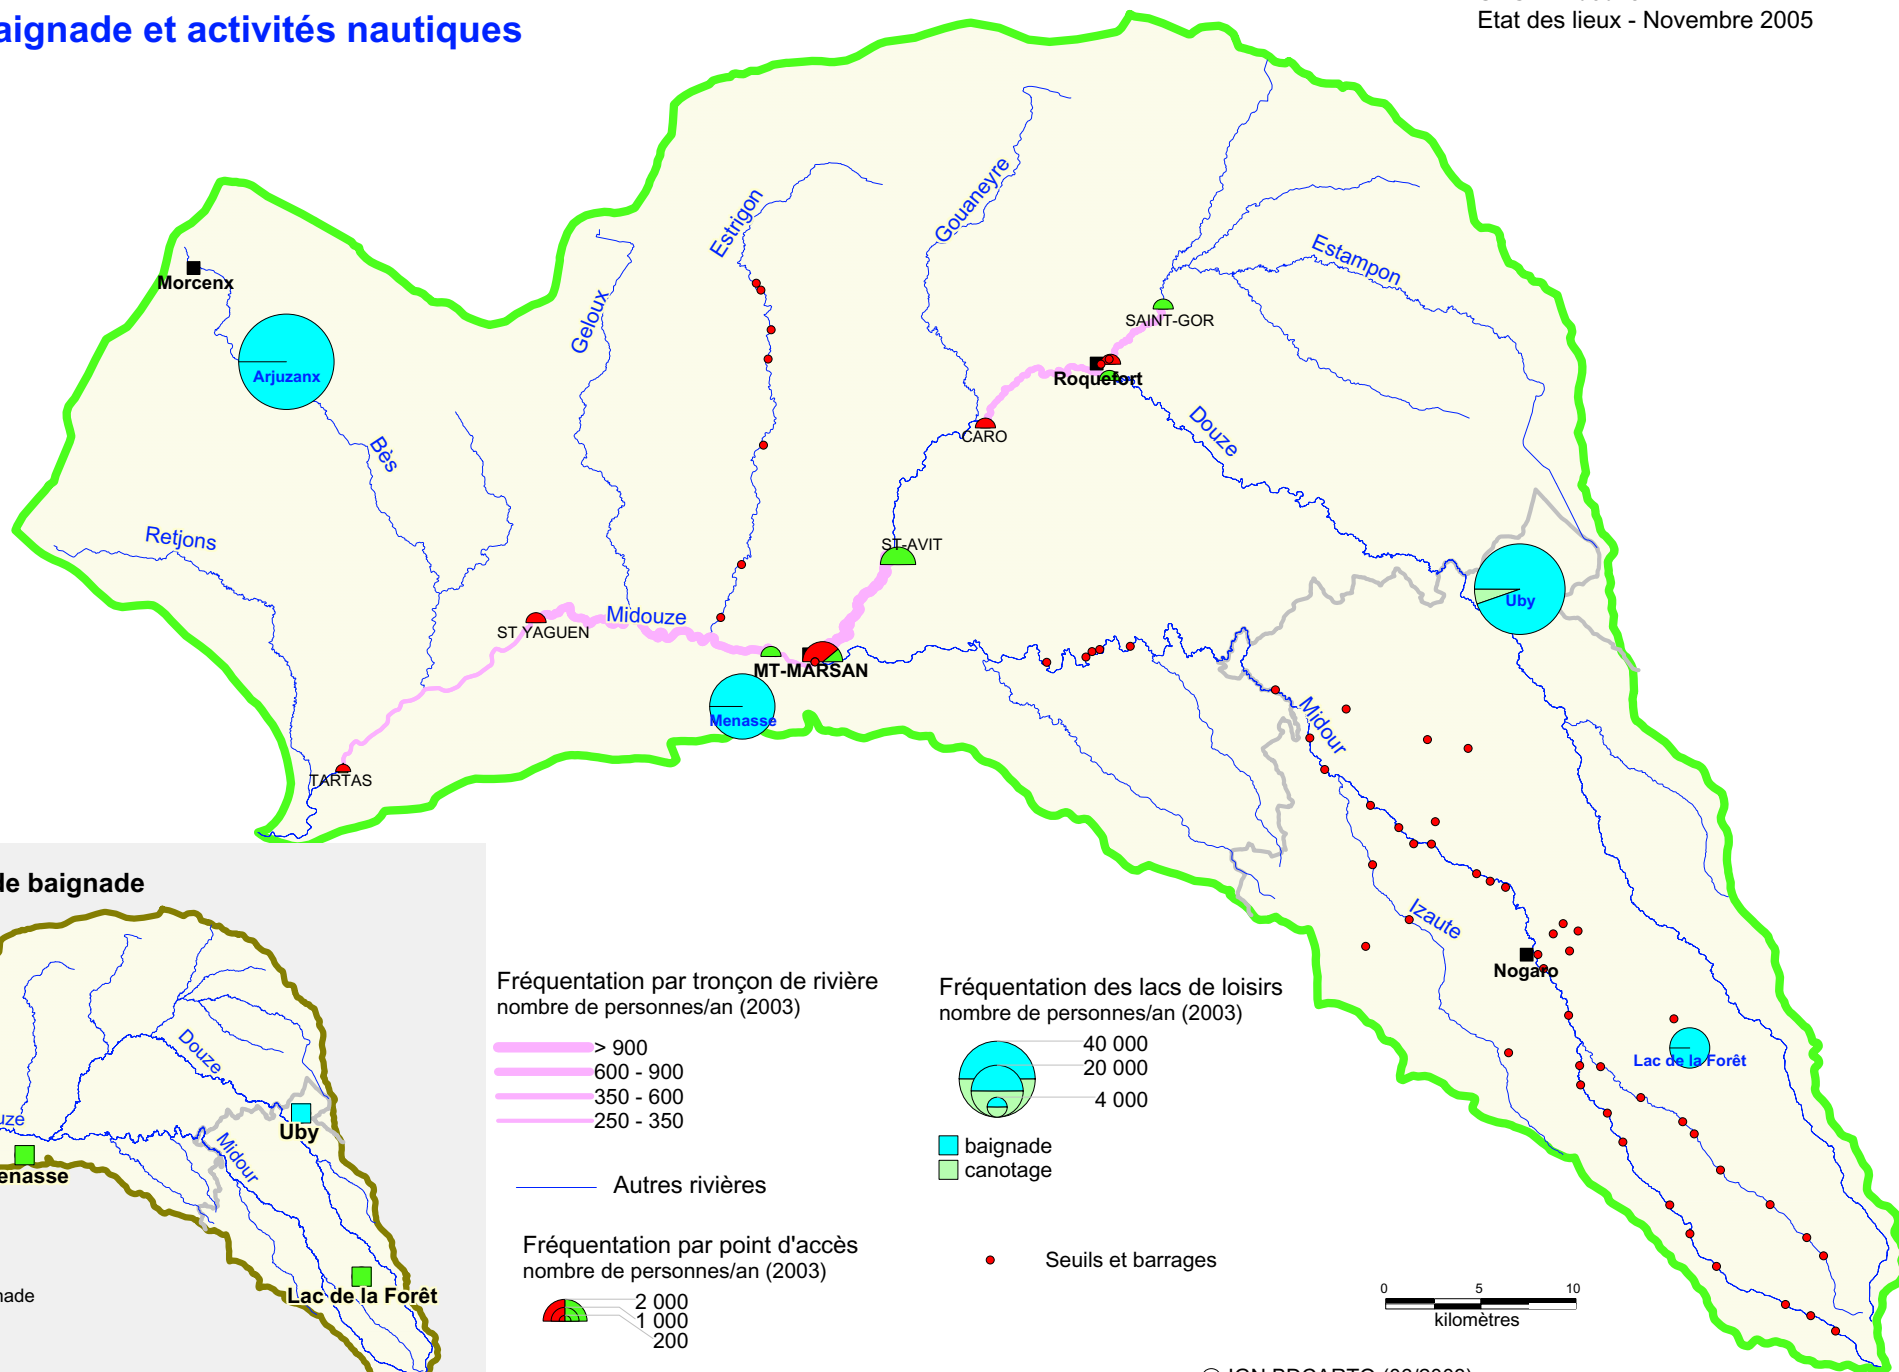 aignade et activités nautiques
Etat des lieux - Novembre 2005
Morcenx
Arjuzanx
Bès
Retjons
Geloux
Estrigon
Gouaneyre
Estampon
SAINT-GOR
Roquefort
CARO
Douze
ST-AVIT
ST YAGUEN
Midouze
MT-MARSAN
Menasse
TARTAS
Uby
Midour
Izaute
Nogaro
Lac de la Forêt
de baignade
Douze
uze
Uby
Midour
enasse
Lac de la Forêt
nade
Fréquentation par tronçon de rivière
nombre de personnes/an (2003)
> 900
600 - 900
350 - 600
250 - 350
Autres rivières
Fréquentation par point d'accès
nombre de personnes/an (2003)
2 000
1 000
200
Fréquentation des lacs de loisirs
nombre de personnes/an (2003)
40 000
20 000
4 000
baignade
canotage
Seuils et barrages
0 5 10
kilomètres